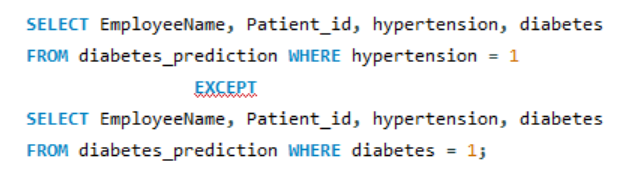 SELECT EmployeeName, Patient_id, hypertension, diabetes
FROM diabetes_prediction WHERE hypertension = 1
EXCEPT
SELECT EmployeeName, Patient_id, hypertension, diabetes
FROM diabetes_prediction WHERE diabetes = 1;